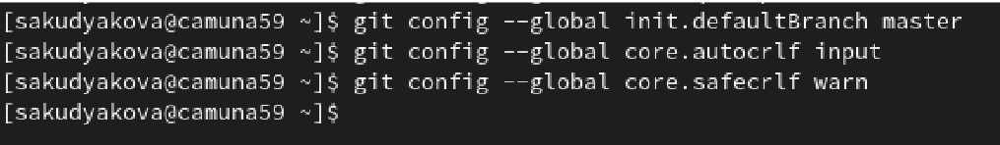 [sakudyakova@camuna59 ~]$ git config --global init.defaultBranch master
[sakudyakova@camuna59 ~]$ git config --global core.autocrlf input
[sakudyakova@camuna59 ~]$ git config --global core.safecrlf warn
[sakudyakova@camuna59 ~]$